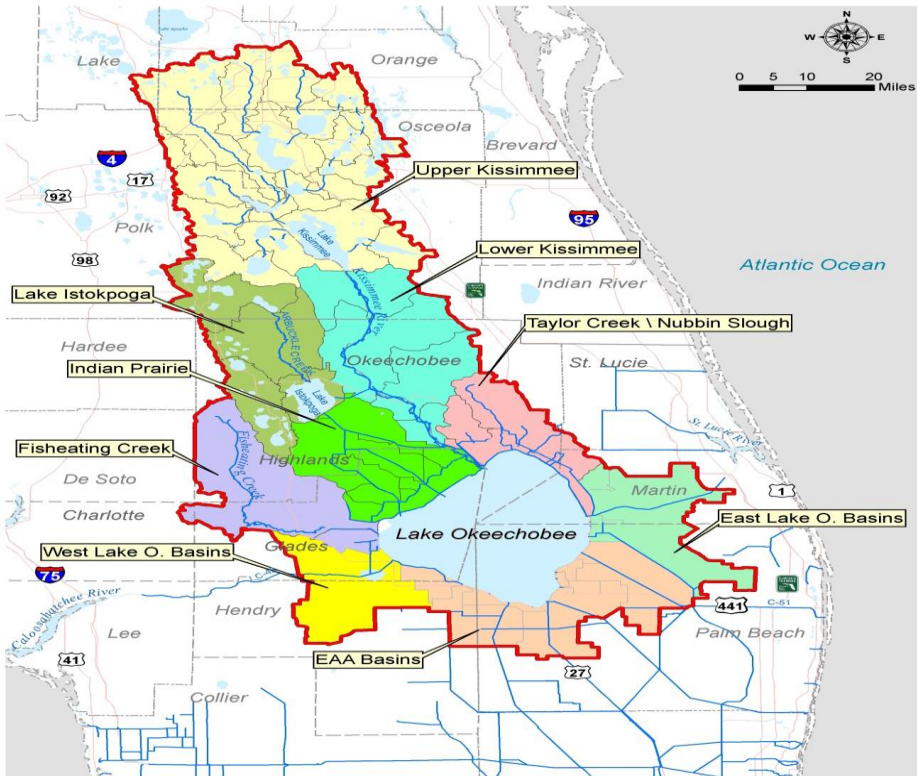 Lake
Orange
N
W E
S
0 5 10 20
Miles
Osceola
Brevard
4
17
92
Upper Kissimmee
95
Polk
Lake
Kissimmee
Lower Kissimmee
98
Atlantic Ocean
Kissimmee River
Indian River
Lake Istokpoga
ARBUCKLE CREEK
Taylor Creek \ Nubbin Slough
Hardee
Okeechobee
St. Lucie
Indian Prairie
Lake
Istokpoga
St. Lucie River
Fisheating Creek
Fisheating Creek
Highlands
De Soto
Martin
1
Charlotte
East Lake O. Basins
Lake Okeechobee
West Lake O. Basins
Glades
75
441
C-51
Caloosahatchee River
Hendry
Lee
Palm Beach
41
EAA Basins
27
Collier